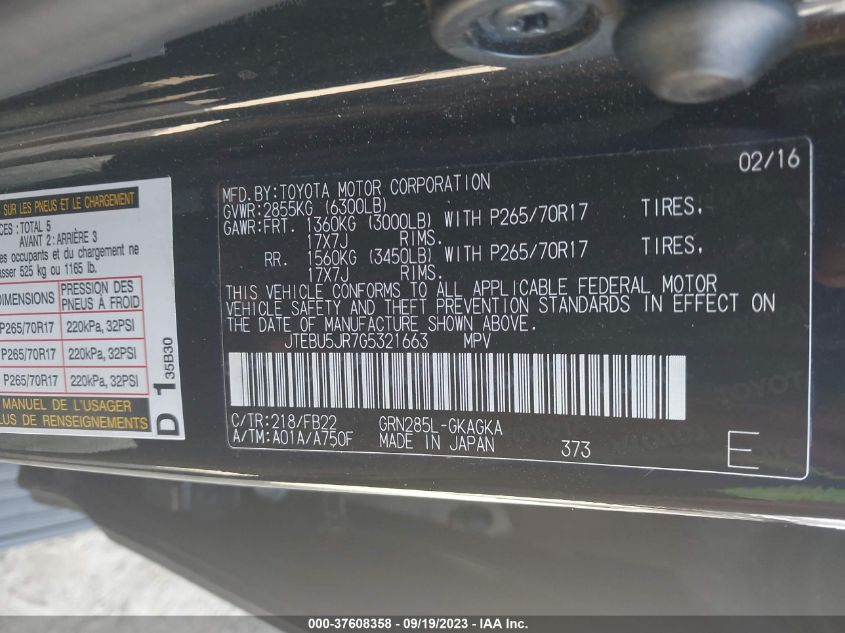 02/16
MFD.BY:TOYOTA MOTOR CORPORATION
GVWR:2855KG (6300LB)
GAWR:FRT. 1360KG (3000LB) WITH P265/70R17 TIRES,
17X7J RIMS.
RR. 1560KG (3450LB) WITH P265/70R17 TIRES,
17X7J RIMS.
THIS VEHICLE CONFORMS TO ALL APPLICABLE FEDERAL MOTOR
VEHICLE SAFETY AND THEFT PREVENTION STANDARDS IN EFFECT ON
THE DATE OF MANUFACTURE SHOWN ABOVE.
JTEBU5JR7G5321663 MPV
C/TR:218/FB22 GRN285L-GKAGKA
A/TM:A01A/A750F MADE IN JAPAN 373 E
SUR LES PNEUS ET LE CHARGEMENT
TOTAL 5
AVANT 2: ARRIÈRE 3
occupants et du chargement
525 kg ou 1165 lb.
DIMENSIONS PRESSION DES
PNEUS À FROID
P265/70R17 220kPa, 32PSI
P265/70R17 220kPa, 32PSI
P265/70R17 220kPa, 32PSI
MANUEL DE L'USAGER
PLUS DE RENSEIGNEMENTS
D 1 35B30
000-37608358 - 09/19/2023 - IAA Inc.